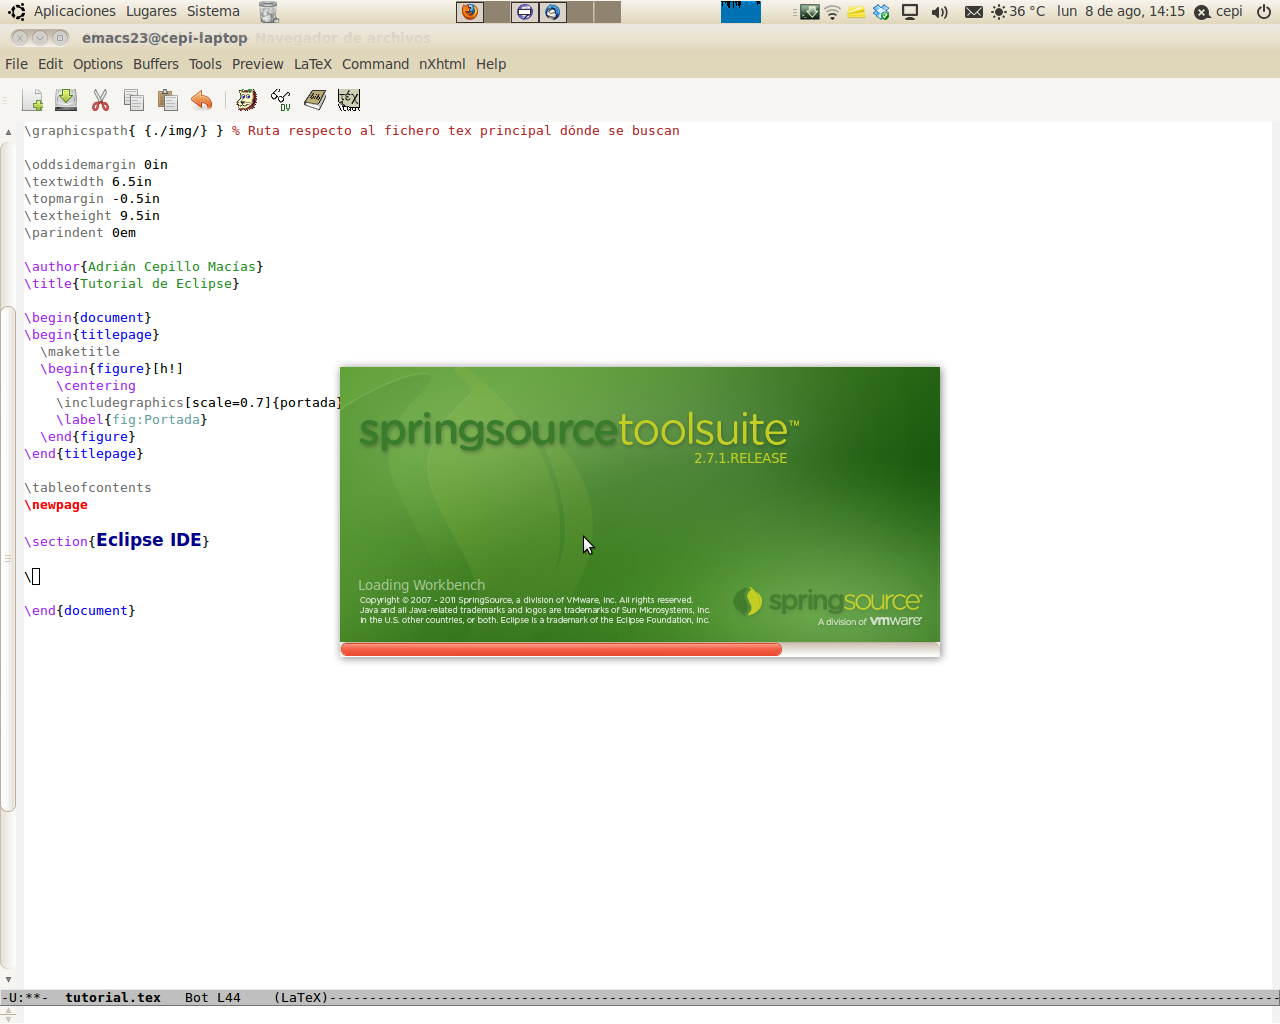 Aplicaciones Lugares Sistema 36 °C lun 8 de ago, 14:15 cepi
emacs23@cepi-laptop Navegador de archivos
File Edit Options Buffers Tools Preview LaTeX Command nXhtml Help
\graphicspath{ {./img/} } % Ruta respecto al fichero tex principal dónde se buscan
\oddsidemargin 0in
\textwidth 6.5in
\topmargin -0.5in
\textheight 9.5in
\parindent 0em
\author{Adrián Cepillo Macías}
\title{Tutorial de Eclipse}
\begin{document}
\begin{titlepage}
\maketitle
\begin{figure}[h!]
\centering
\includegraphics[scale=0.7]{portada}
\label{fig:Portada}
\end{figure}
\end{titlepage}
\tableofcontents
\newpage
\section{Eclipse IDE}
\
\end{document}
springsourcetoolsuite™
2.7.1.RELEASE
Loading Workbench
Copyright © 2007 - 2011 SpringSource, a division of VMware, Inc. All rights reserved.
Java and all Java-related trademarks and logos are trademarks of Sun Microsystems, Inc.
in the U.S. other countries, or both. Eclipse is a trademark of the Eclipse Foundation, Inc.
springsource
A division of vmware
-U:**- tutorial.tex Bot L44 (LaTeX)